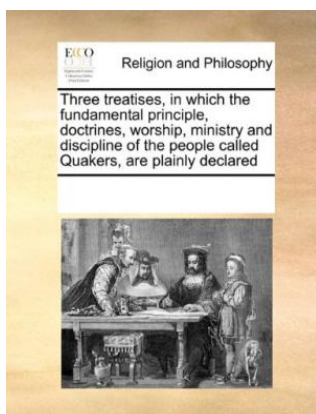 ECCO
Religion and Philosophy
Three treatises, in which the
fundamental principle,
doctrines, worship, ministry and
discipline of the people called
Quakers, are plainly declared